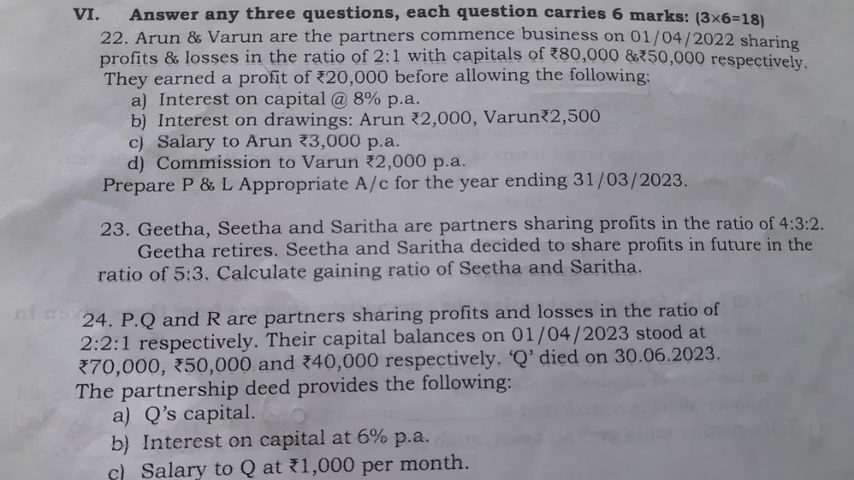 VI. Answer any three questions, each question carries 6 marks: (3×6=18)
22. Arun & Varun are the partners commence business on 01/04/2022 sharing
profits & losses in the ratio of 2:1 with capitals of ₹80,000 &₹50,000 respectively.
They earned a profit of ₹20,000 before allowing the following:
a) Interest on capital @ 8% p.a.
b) Interest on drawings: Arun ₹2,000, Varun₹2,500
c) Salary to Arun ₹3,000 p.a.
d) Commission to Varun ₹2,000 p.a.
Prepare P & L Appropriate A/c for the year ending 31/03/2023.
23. Geetha, Seetha and Saritha are partners sharing profits in the ratio of 4:3:2.
Geetha retires. Seetha and Saritha decided to share profits in future in the
ratio of 5:3. Calculate gaining ratio of Seetha and Saritha.
24. P.Q and R are partners sharing profits and losses in the ratio of
2:2:1 respectively. Their capital balances on 01/04/2023 stood at
₹70,000, ₹50,000 and ₹40,000 respectively. ‘Q’ died on 30.06.2023.
The partnership deed provides the following:
a) Q’s capital.
b) Interest on capital at 6% p.a.
c) Salary to Q at ₹1,000 per month.